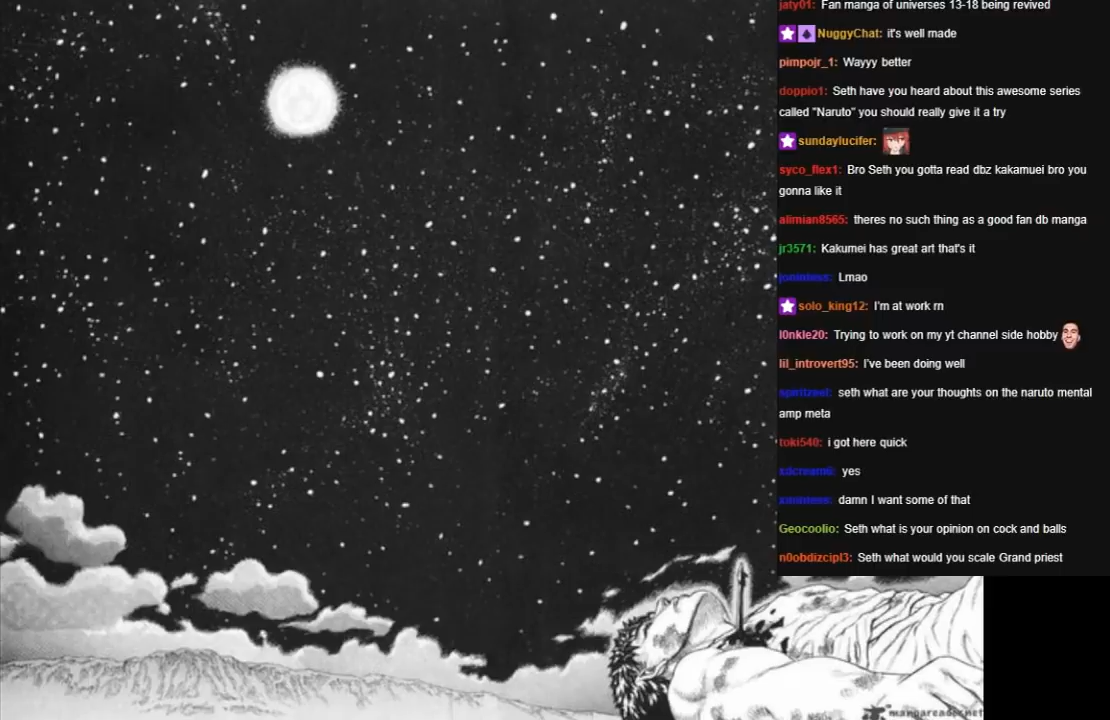 jaty01: Fan manga of universes 13-18 being revived
NuggyChat: it's well made
pimpojr_1: Wayyy better
doppio1: Seth have you heard about this awesome series
called "Naruto" you should really give it a try
sundaylucifer:
syco_flex1: Bro Seth you gotta read dbz kakamuei bro you
gonna like it
alimian8565: theres no such thing as a good fan db manga
jr3571: Kakumei has great art that's it
Lmao
solo_king12: I'm at work rn
l0nkle20: Trying to work on my yt channel side hobby
lil_introvert95: I've been doing well
seth what are your thoughts on the naruto mental
amp meta
toki540: i got here quick
yes
damn I want some of that
Geocoolio: Seth what is your opinion on cock and balls
n0obdizcipl3: Seth what would you scale Grand priest
mangareader.net